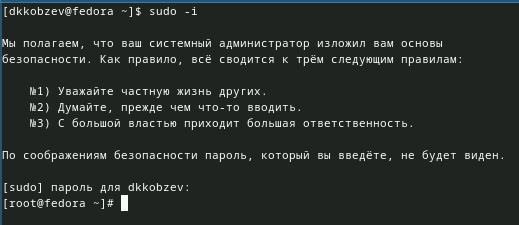 [dkkobzev@fedora ~]$ sudo -i
Мы полагаем, что ваш системный администратор изложил вам основы
безопасности. Как правило, всё сводится к трём следующим правилам:
№1) Уважайте частную жизнь других.
№2) Думайте, прежде чем что-то вводить.
№3) С большой властью приходит большая ответственность.
По соображениям безопасности пароль, который вы введёте, не будет виден.
[sudo] пароль для dkkobzev:
[root@fedora ~]#